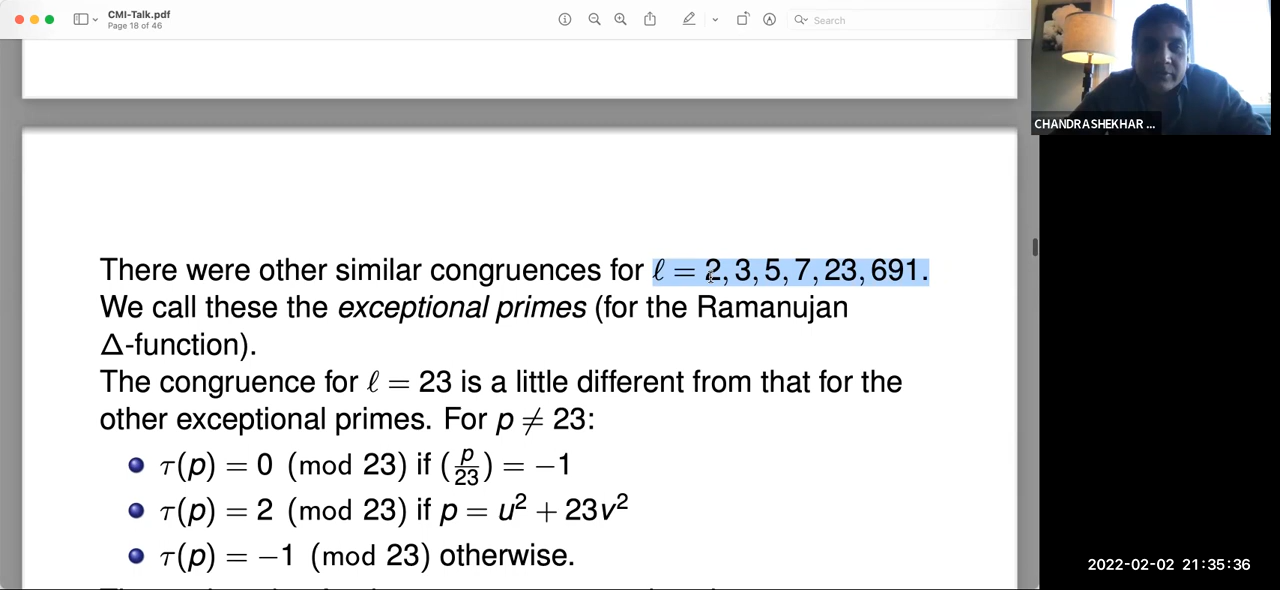 CMI-Talk.pdf
Page 18 of 46
Search
CHANDRASHEKHAR ...
There were other similar congruences for ℓ = 2, 3, 5, 7, 23, 691.
We call these the exceptional primes (for the Ramanujan
Δ-function).
The congruence for ℓ = 23 is a little different from that for the
other exceptional primes. For p ≠ 23:
τ(p) = 0 (mod 23) if (p/23) = −1
τ(p) = 2 (mod 23) if p = u² + 23v²
τ(p) = −1 (mod 23) otherwise.
2022-02-02 21:35:36